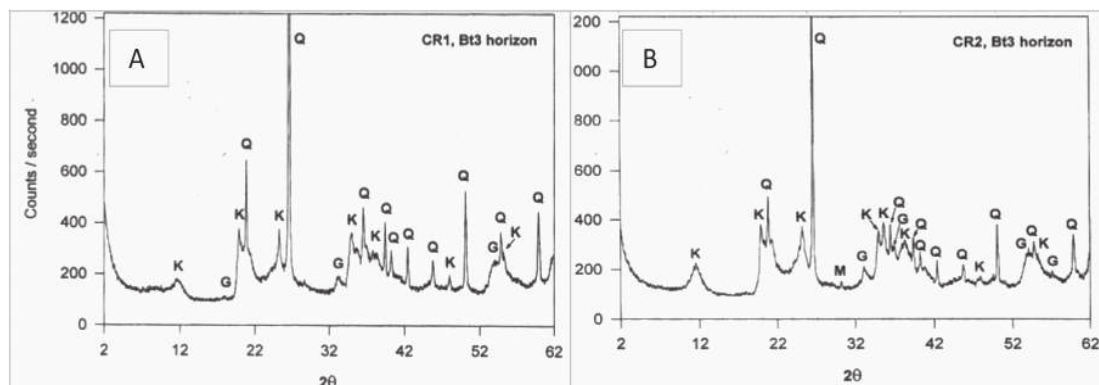 A
CR1, Bt3 horizon
Counts / second
1200
1000
800
600
400
200
0
Q
Q
K
K
K
G
G
K
Q
K
Q
Q
Q
Q
K
Q
G
Q
K
Q
2
12
22
32
42
52
62
2θ
B
CR2, Bt3 horizon
200
000
800
600
400
200
0
Q
K
K
Q
K
M
G
K
K
Q
G
K
Q
Q
Q
Q
K
Q
G
Q
K
G
Q
2
12
22
32
42
52
62
2θ